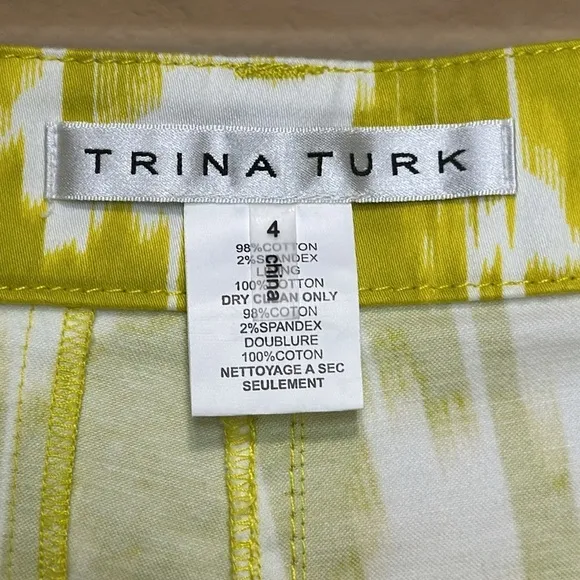 TRINA TURK
4
china
98%COTTON
2%SPANDEX
LINING
100%COTTON
DRY CLEAN ONLY
98%COTON
2%SPANDEX
DOUBLURE
100%COTON
NETTOYAGE A SEC
SEULEMENT